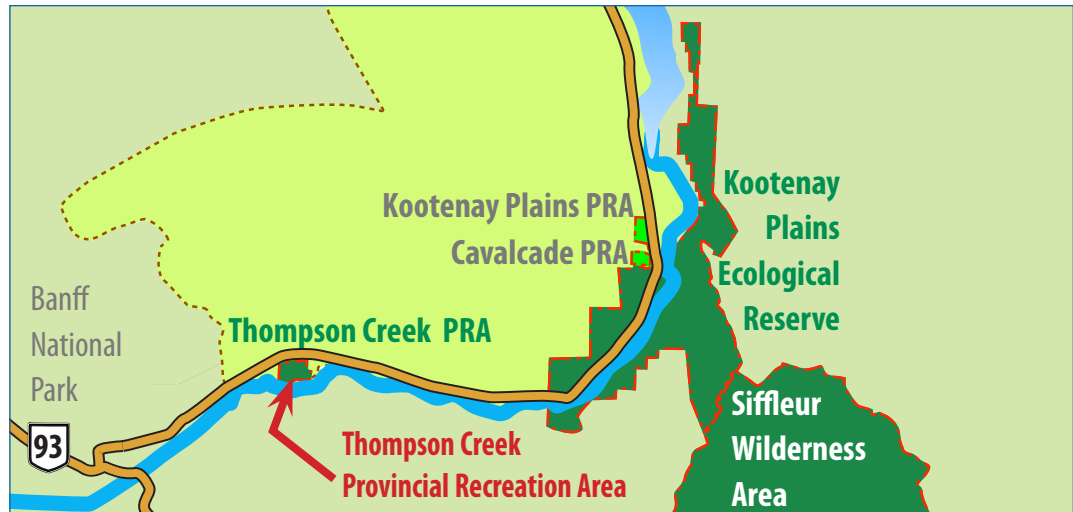 Kootenay Plains PRA
Cavalcade PRA
Kootenay
Plains
Ecological
Reserve
Banff
National
Park
Thompson Creek PRA
Siffleur
Wilderness
Area
93
Thompson Creek
Provincial Recreation Area